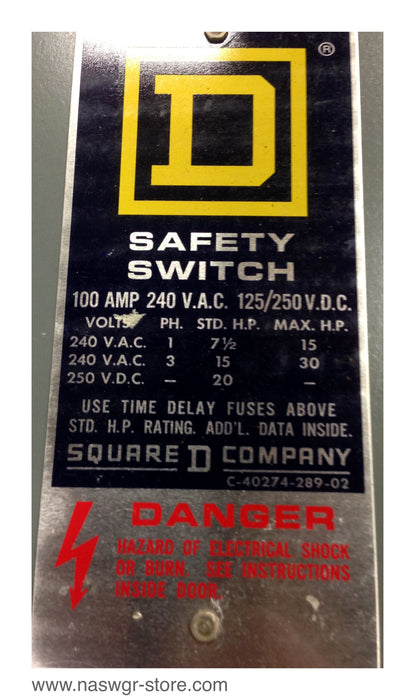 D ®
SAFETY
SWITCH
100 AMP 240 V.A.C. 125/250 V.D.C.
VOLTS PH. STD. H.P. MAX. H.P.
240 V.A.C. 1 7½ 15
240 V.A.C. 3 15 30
250 V.D.C. – 20 –
USE TIME DELAY FUSES ABOVE
STD. H.P. RATING. ADD'L. DATA INSIDE.
SQUARE D COMPANY
C-40274-289-02
DANGER
HAZARD OF ELECTRICAL SHOCK
OR BURN. SEE INSTRUCTIONS
INSIDE DOOR.
www.naswgr-store.com